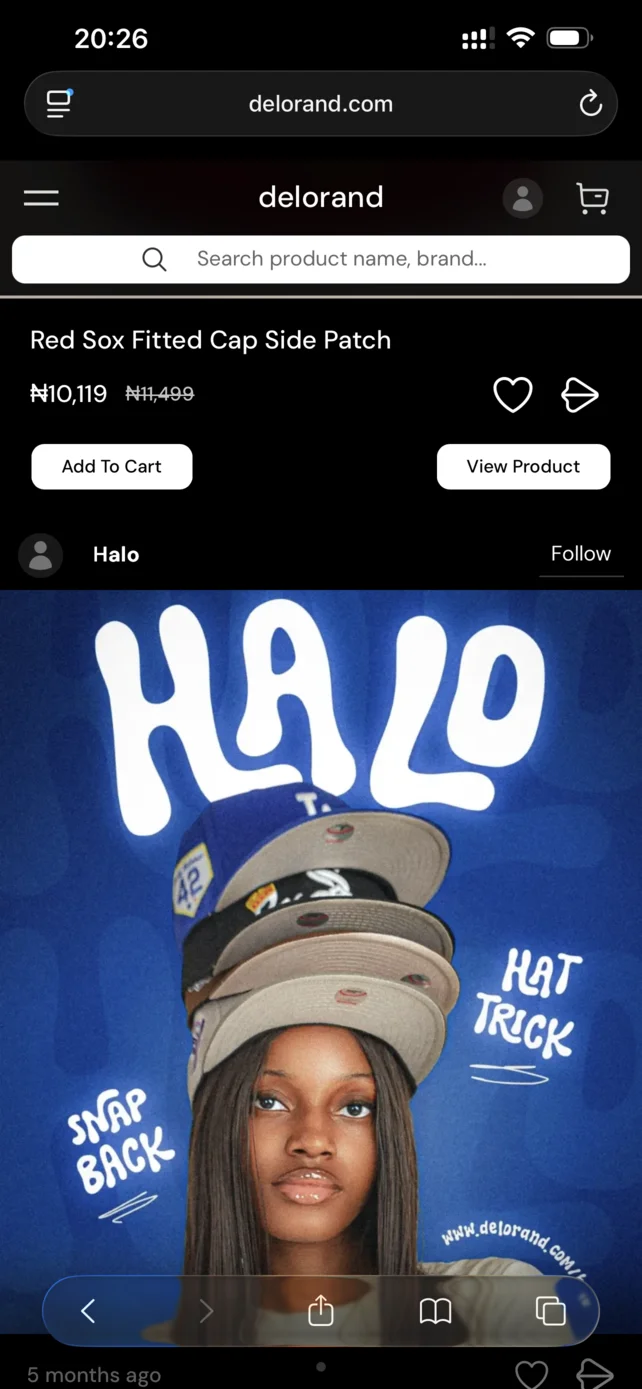 20:26
delorand.com
delorand
Search product name, brand...
Red Sox Fitted Cap Side Patch
₦10,119 ₦11,499
Add To Cart
View Product
Halo
Follow
HALO
42
HAT
TRICK
SNAP
BACK
www.delorand.com/
5 months ago